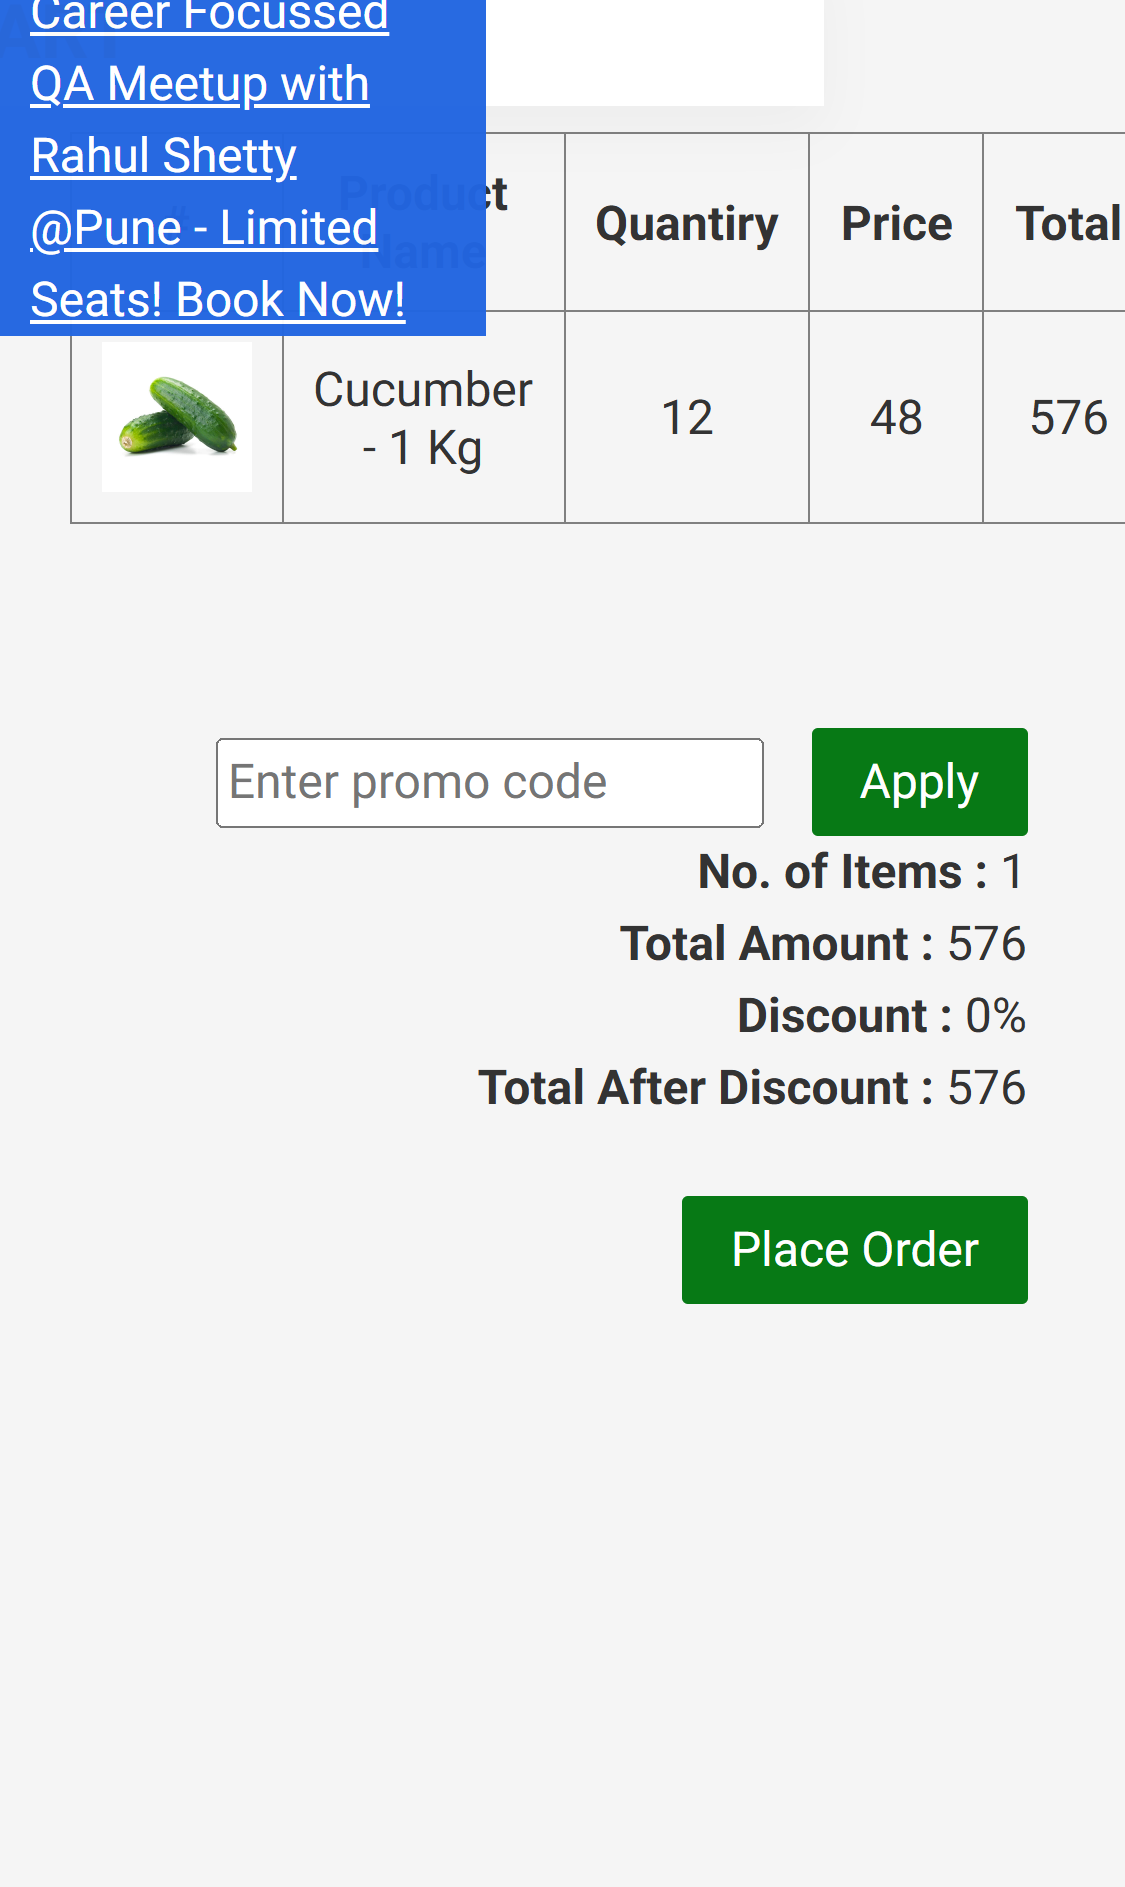 Career Focussed
QA Meetup with
Rahul Shetty
@Pune - Limited
Seats! Book Now!
# Product Name Quantiry Price Total
Cucumber - 1 Kg 12 48 576
Enter promo code Apply
No. of Items : 1
Total Amount : 576
Discount : 0%
Total After Discount : 576
Place Order